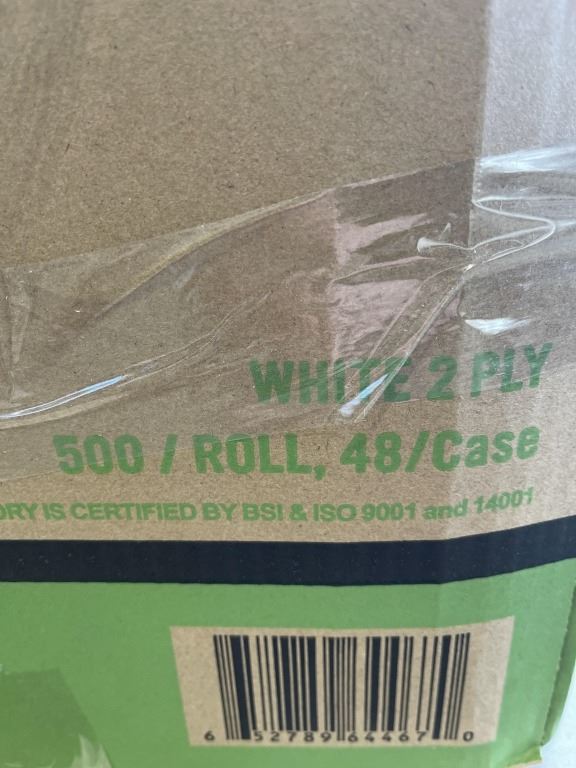 WHITE 2 PLY
500 / ROLL, 48/Case
ORY IS CERTIFIED BY BSI & ISO 9001 and 14001
6 52789 64467 0